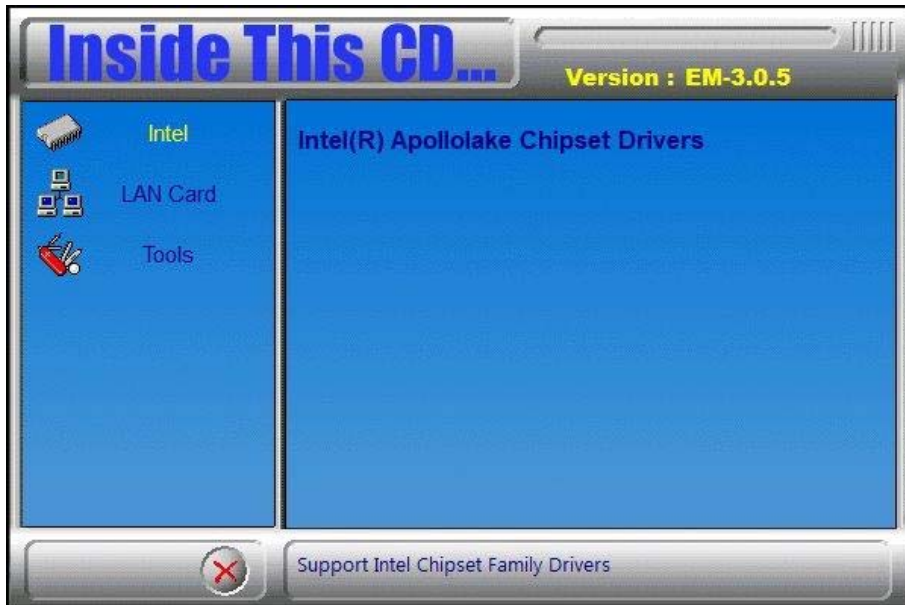 Inside This CD...
Version : EM-3.0.5
Intel
LAN Card
Tools
Intel(R) Apollolake Chipset Drivers
Support Intel Chipset Family Drivers